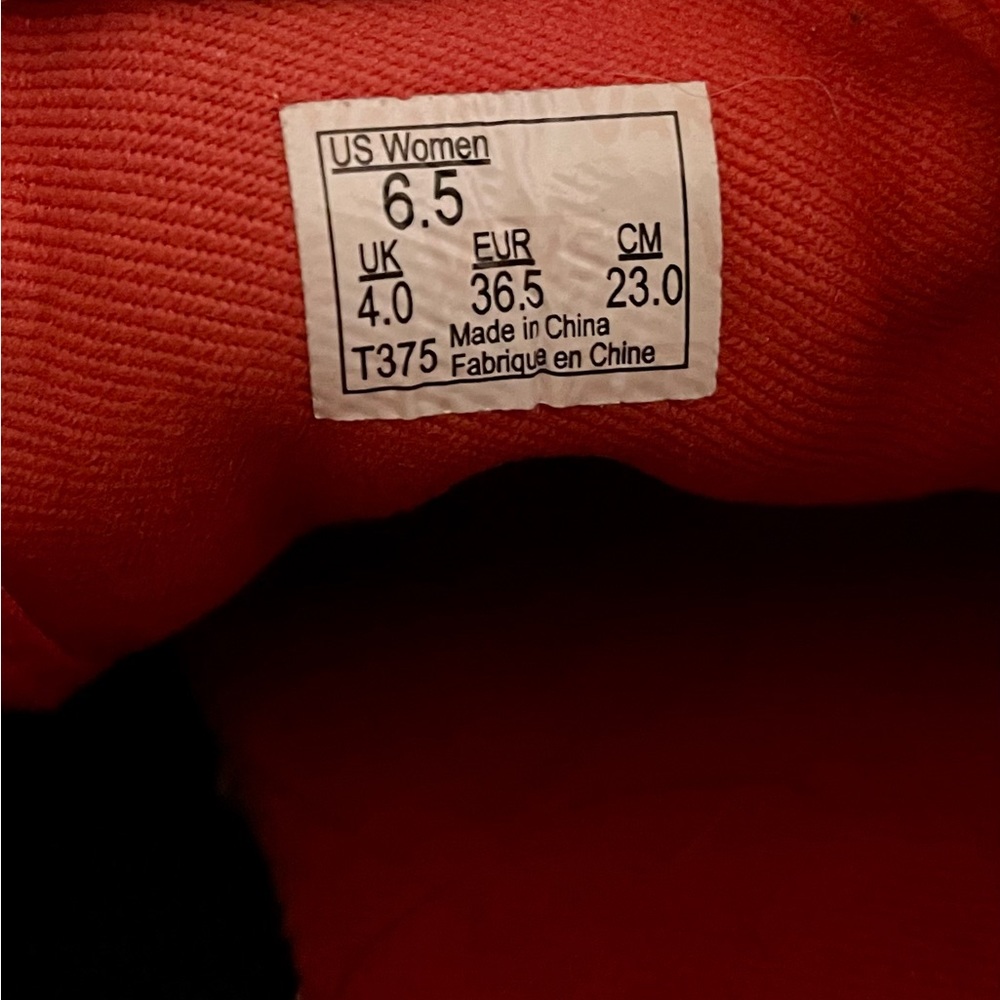 US Women
6.5
UK EUR CM
4.0 36.5 23.0
Made in China
T375 Fabriqué en Chine